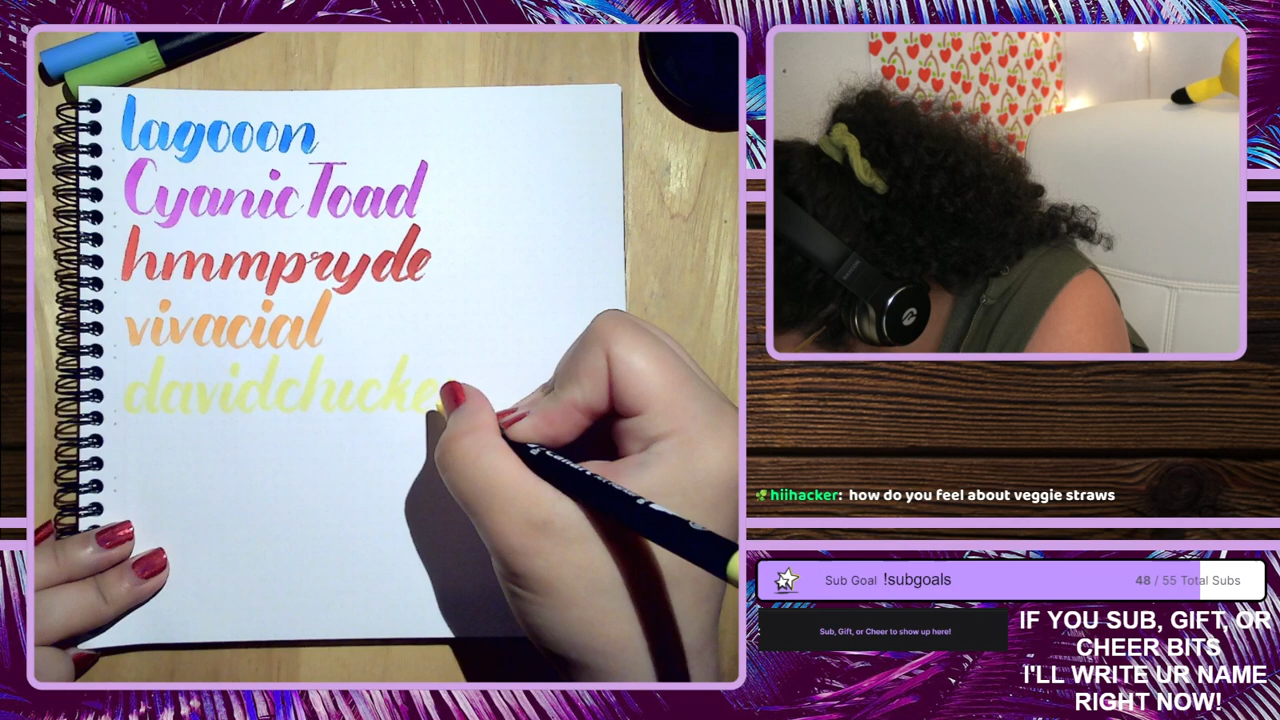 lagooon
CyanicToad
hmmpryde
vivacial
davidchucke
hiihacker: how do you feel about veggie straws
Sub Goal !subgoals
48 / 55 Total Subs
Sub, Gift, or Cheer to show up here!
IF YOU SUB, GIFT, OR
CHEER BITS
I'LL WRITE UR NAME
RIGHT NOW!